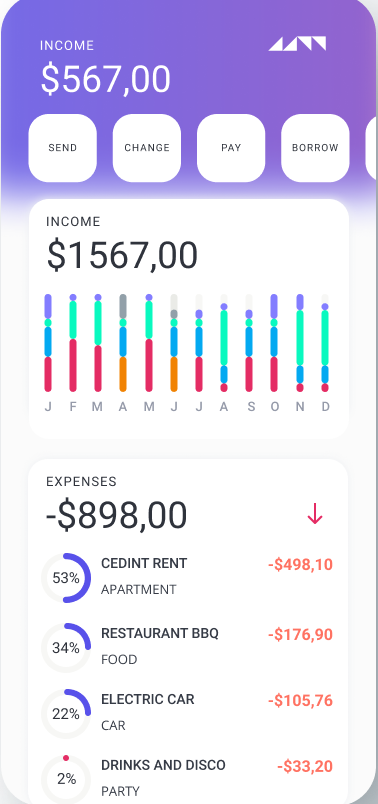 INCOME
$567,00
SEND CHANGE PAY BORROW
INCOME
$1567,00
J F M A M J J A S O N D
EXPENSES
-$898,00
53% CEDINT RENT -$498,10
APARTMENT
34% RESTAURANT BBQ -$176,90
FOOD
22% ELECTRIC CAR -$105,76
CAR
2% DRINKS AND DISCO -$33,20
PARTY